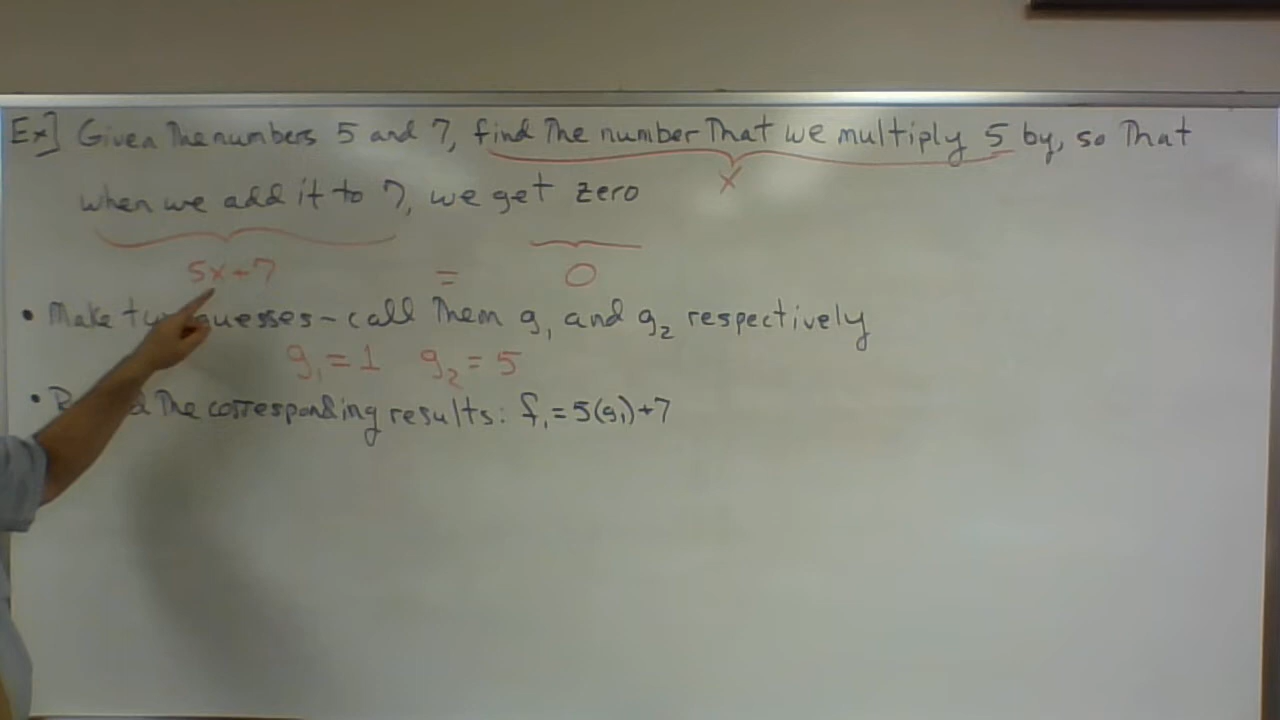 Ex] Given The numbers 5 and 7, find The number That we multiply 5 by, so That
x
when we add it to 7, we get zero
5x+7 = 0
• Make guesses - call Them g₁ and g₂ respectively
g₁ = 1 g₂ = 5
• The corresponding results: f₁ = 5(g₁)+7